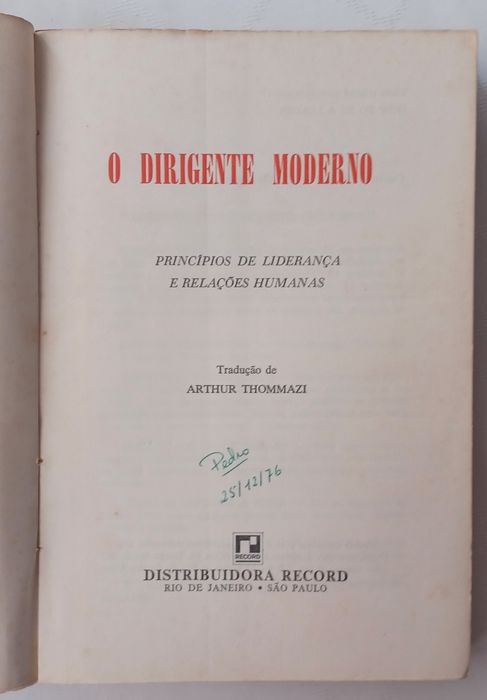 O DIRIGENTE MODERNO
PRINCÍPIOS DE LIDERANÇA
E RELAÇÕES HUMANAS
Tradução de
ARTHUR THOMMAZI
Pedro
25/12/76
RECORD
DISTRIBUIDORA RECORD
RIO DE JANEIRO • SÃO PAULO